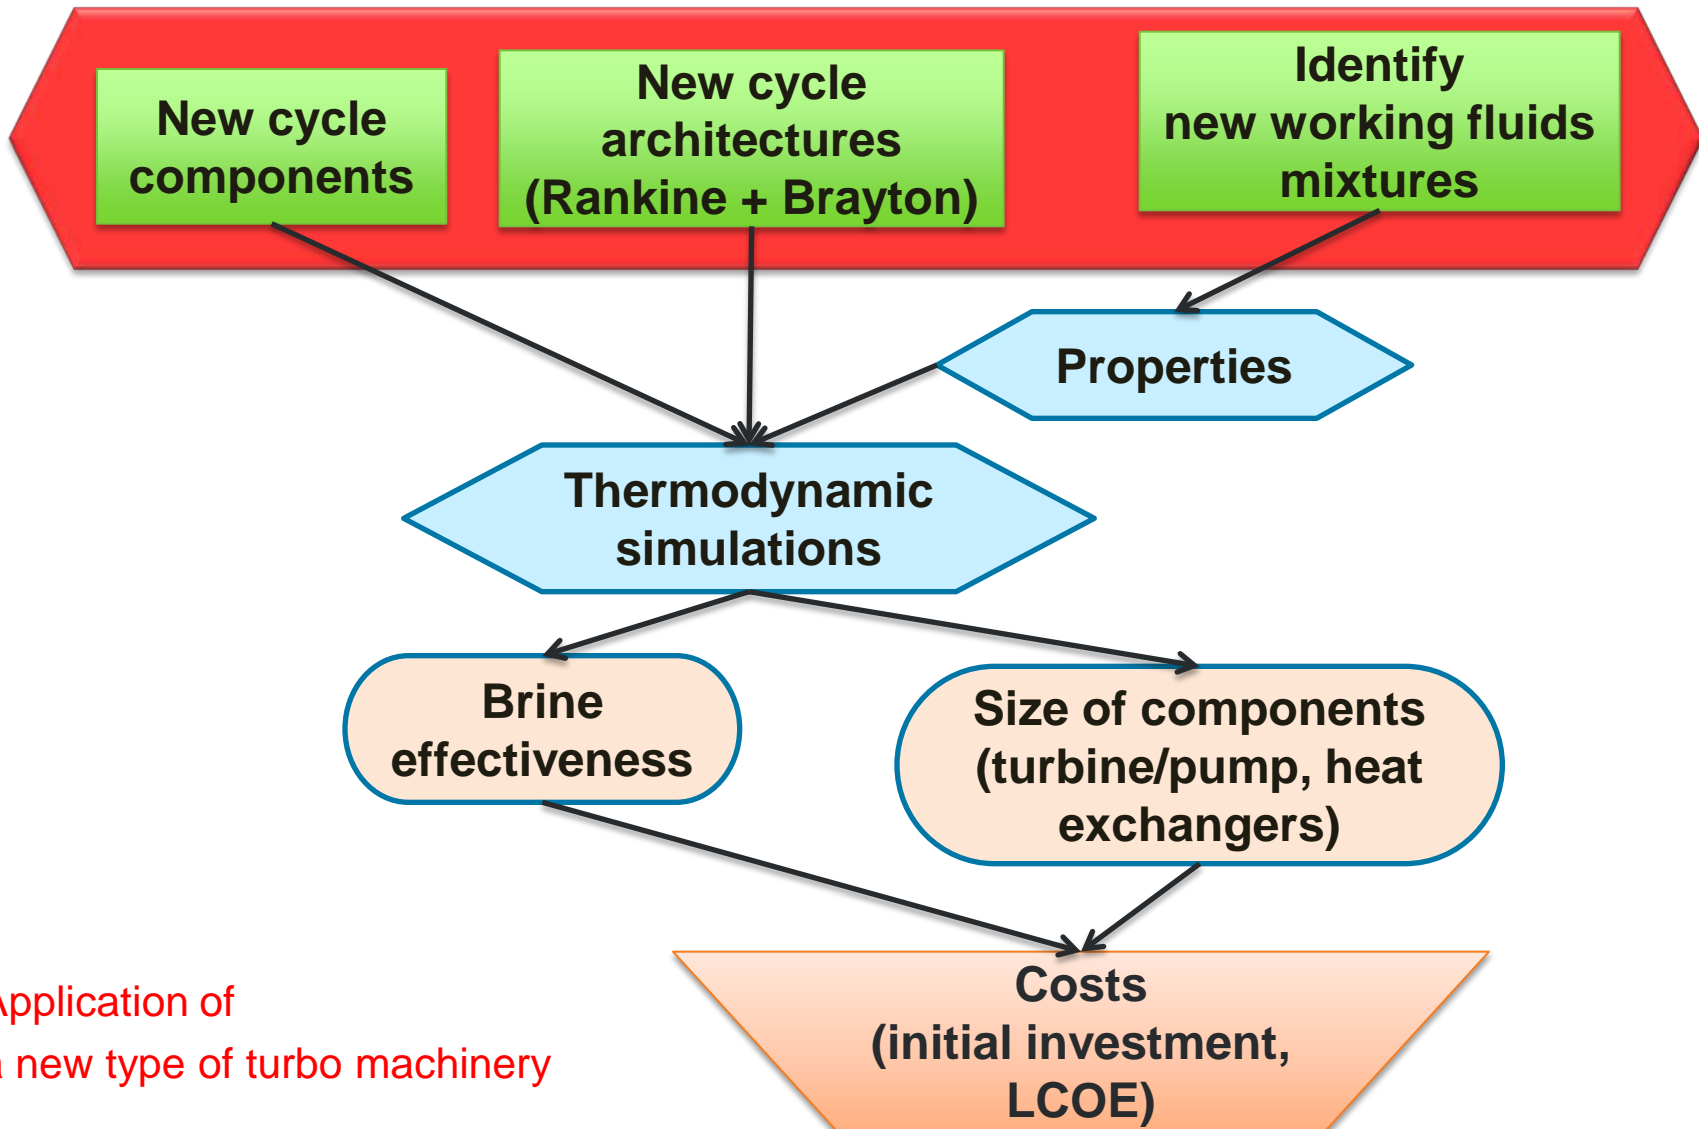 New cycle
components
New cycle
architectures
(Rankine + Brayton)
Identify
new working fluids
mixtures
Properties
Thermodynamic
simulations
Brine
effectiveness
Size of components
(turbine/pump, heat
exchangers)
Costs
(initial investment,
LCOE)
Application of
a new type of turbo machinery